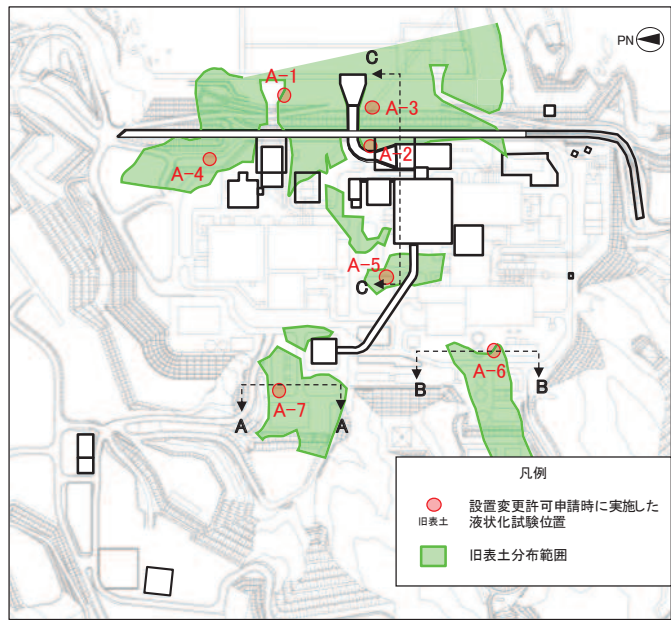 PN
C
A-1
A-3
A-2
A-4
A-5
C
A-6
B
B
A-7
A
A
凡例
設置変更許可申請時に実施した
旧表土
液状化試験位置
旧表土分布範囲